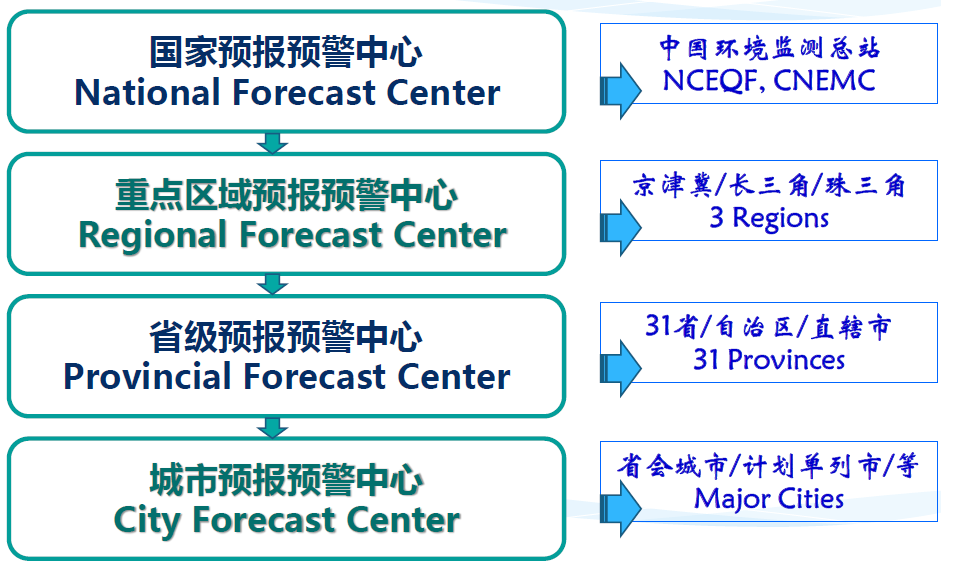 国家预报预警中心
National Forecast Center
中国环境监测总站
NCEQF, CNEMC
重点区域预报预警中心
Regional Forecast Center
京津冀/长三角/珠三角
3 Regions
省级预报预警中心
Provincial Forecast Center
31省/自治区/直辖市
31 Provinces
城市预报预警中心
City Forecast Center
省会城市/计划单列市/等
Major Cities